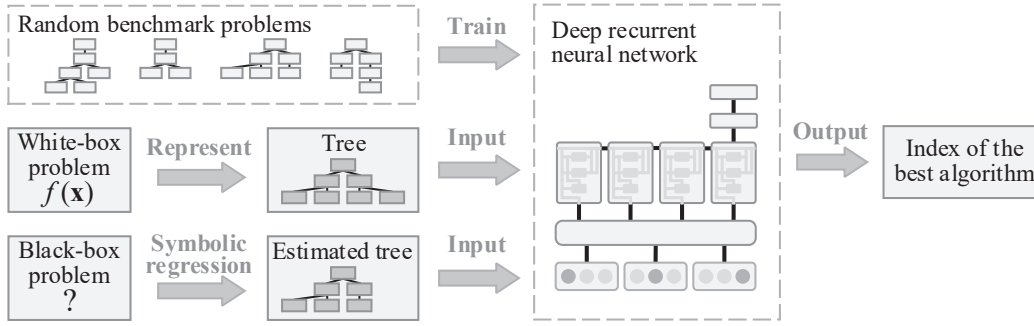 Random benchmark problems
Train
Deep recurrent
neural network
White-box
problem
f(x)
Represent
Tree
Input
Output
Index of the
best algorithm
Black-box
problem
?
Symbolic
regression
Estimated tree
Input